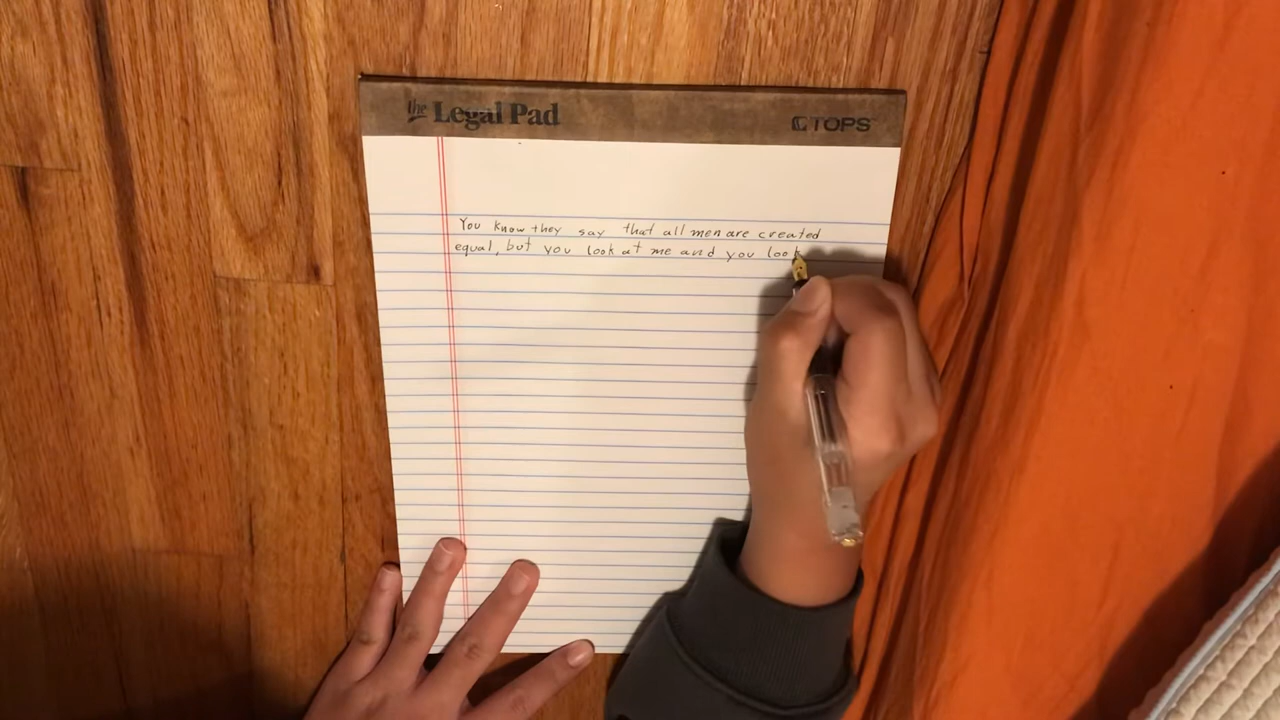 the Legal Pad TOPS
You know they say that all men are created
equal, but you look at me and you look